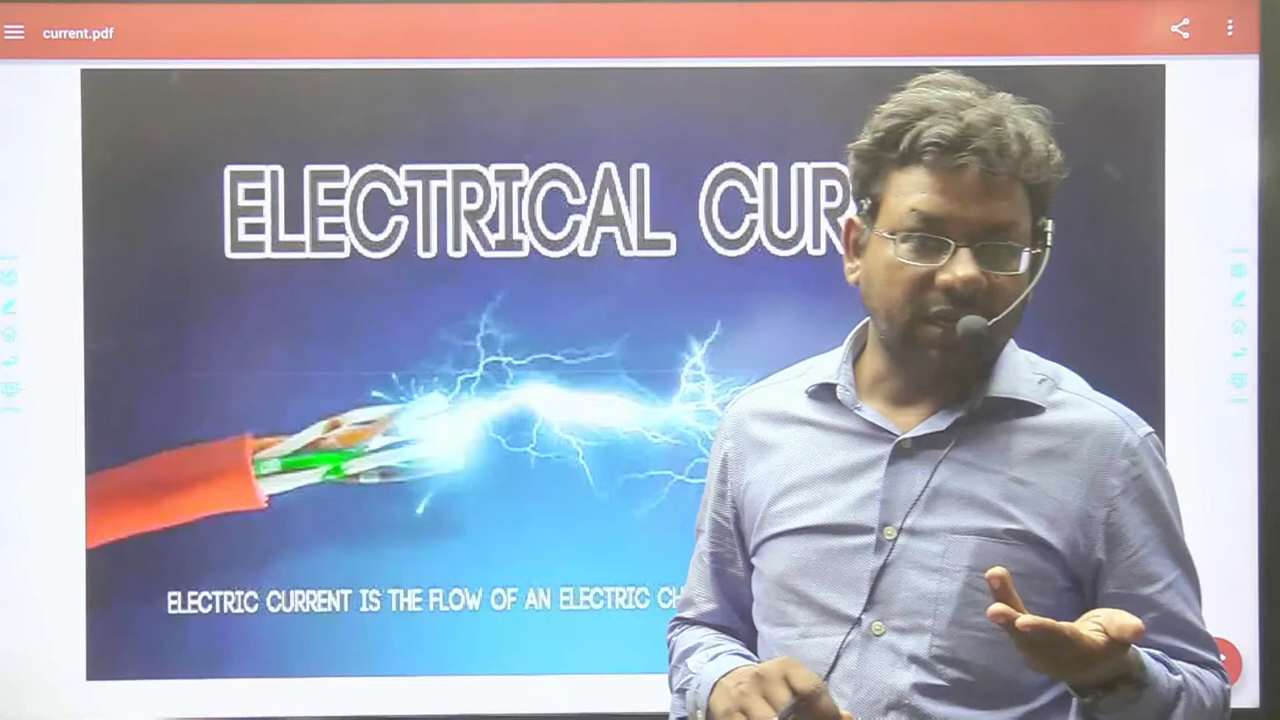 current.pdf
ELECTRICAL CUR
ELECTRIC CURRENT IS THE FLOW OF AN ELECTRIC CH